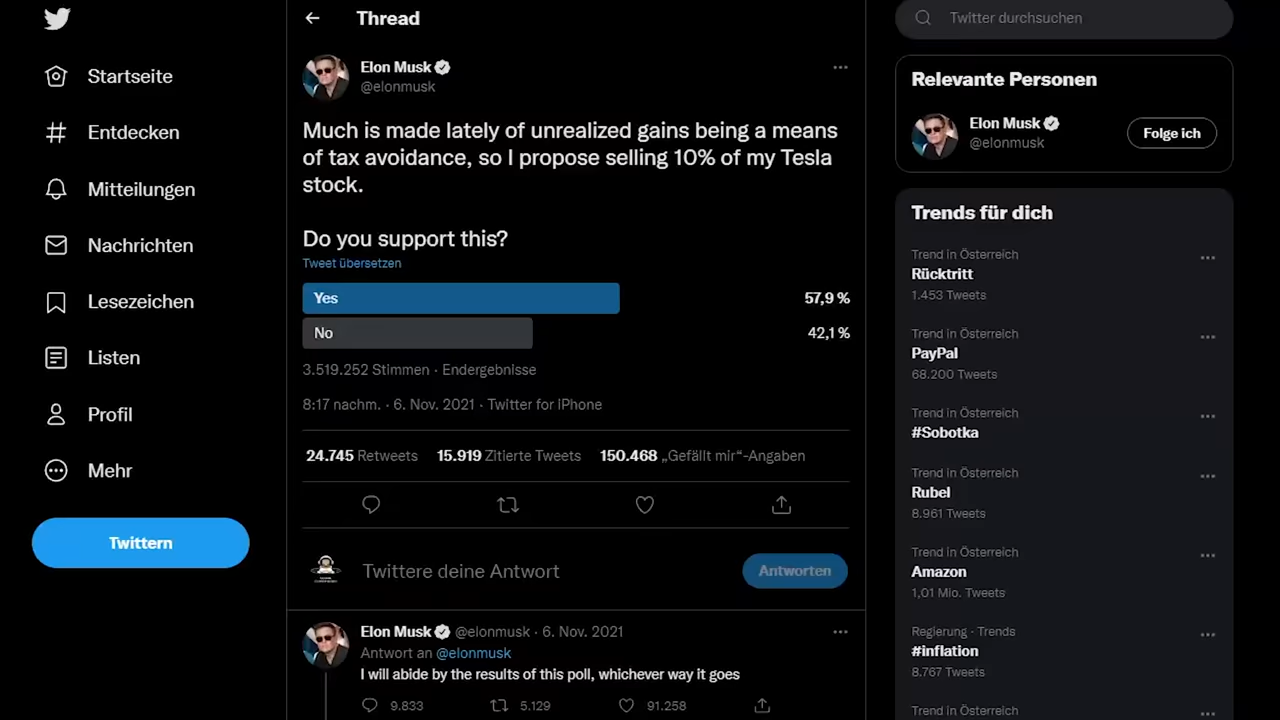 Startseite
Entdecken
Mitteilungen
Nachrichten
Lesezeichen
Listen
Profil
Mehr
Twittern
Thread
Elon Musk
@elonmusk
Much is made lately of unrealized gains being a means
of tax avoidance, so I propose selling 10% of my Tesla
stock.
Do you support this?
Tweet übersetzen
Yes 57,9 %
No 42,1 %
3.519.252 Stimmen · Endergebnisse
8:17 nachm. · 6. Nov. 2021 · Twitter for iPhone
24.745 Retweets 15.919 Zitierte Tweets 150.468 „Gefällt mir“-Angaben
Twittere deine Antwort
Antworten
Elon Musk @elonmusk · 6. Nov. 2021
Antwort an @elonmusk
I will abide by the results of this poll, whichever way it goes
9.833 5.129 91.258
Twitter durchsuchen
Relevante Personen
Elon Musk
@elonmusk
Folge ich
Trends für dich
Trend in Österreich
Rücktritt
1.453 Tweets
Trend in Österreich
PayPal
68.200 Tweets
Trend in Österreich
#Sobotka
Trend in Österreich
Rubel
8.961 Tweets
Trend in Österreich
Amazon
1,01 Mio. Tweets
Regierung · Trends
#inflation
8.767 Tweets
Trend in Österreich